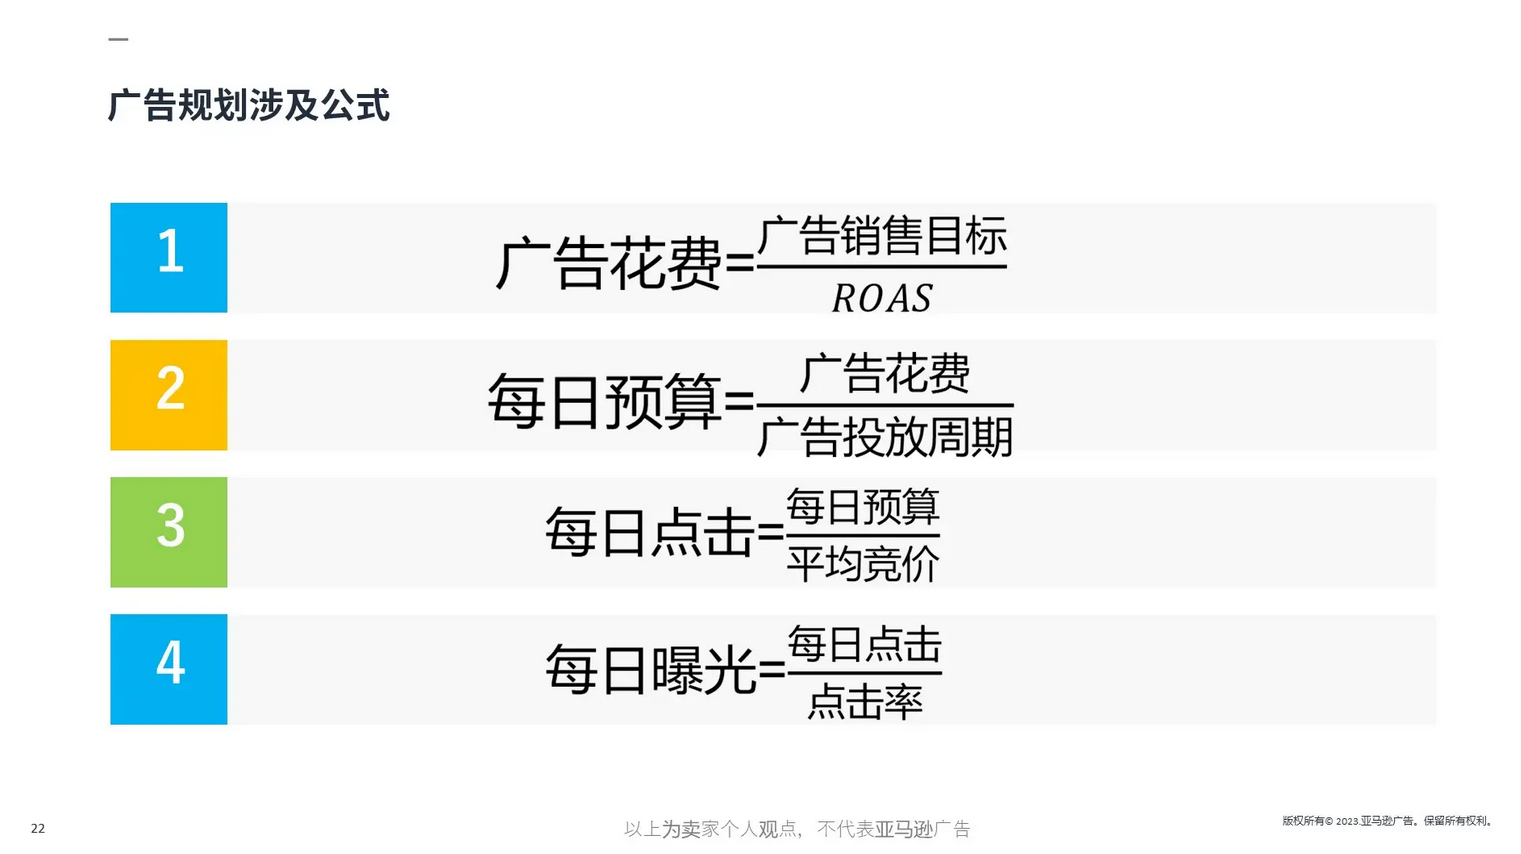 广告规划涉及公式
1
广告花费=广告销售目标/ROAS
2
每日预算=广告花费/广告投放周期
3
每日点击=每日预算/平均竞价
4
每日曝光=每日点击/点击率
22
以上为卖家个人观点，不代表亚马逊广告
版权所有© 2023.亚马逊广告。保留所有权利。